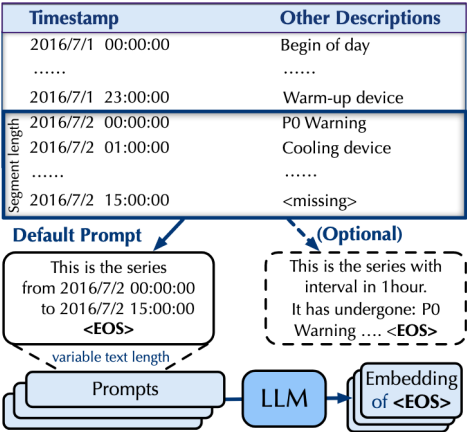 Timestamp Other Descriptions
2016/7/1 00:00:00 Begin of day
...... ......
2016/7/1 23:00:00 Warm-up device
Segment length
2016/7/2 00:00:00 P0 Warning
2016/7/2 01:00:00 Cooling device
...... ......
2016/7/2 15:00:00 <missing>
Default Prompt
(Optional)
This is the series
from 2016/7/2 00:00:00
to 2016/7/2 15:00:00
<EOS>
This is the series with
interval in 1hour.
It has undergone: P0
Warning .... <EOS>
variable text length
Prompts
LLM
Embedding
of <EOS>